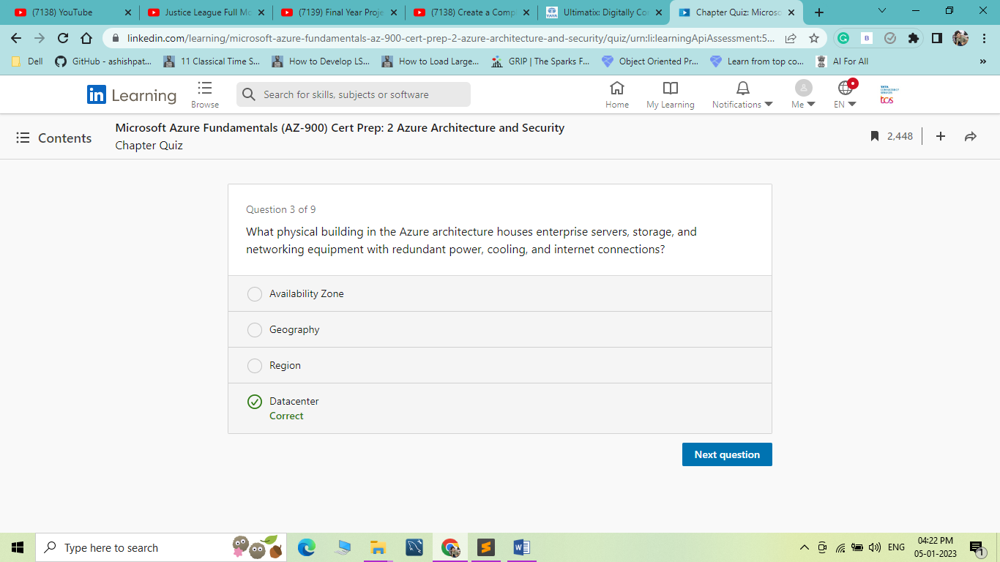 (7138) YouTube
Justice League Full Mo
(7139) Final Year Proje
(7138) Create a Comp
Ultimatix: Digitally Co
Chapter Quiz: Microso
linkedin.com/learning/microsoft-azure-fundamentals-az-900-cert-prep-2-azure-architecture-and-security/quiz/urn:li:learningApiAssessment:5...
Dell
GitHub - ashishpat...
11 Classical Time S...
How to Develop LS...
How to Load Large...
GRIP | The Sparks F...
Object Oriented Pr...
Learn from top co...
AI For All
in Learning
Browse
Search for skills, subjects or software
Home
My Learning
Notifications
Me
EN
TATA
CONSULTANCY
SERVICES
tcs
Contents
Microsoft Azure Fundamentals (AZ-900) Cert Prep: 2 Azure Architecture and Security
Chapter Quiz
2,448
Question 3 of 9
What physical building in the Azure architecture houses enterprise servers, storage, and
networking equipment with redundant power, cooling, and internet connections?
Availability Zone
Geography
Region
Datacenter
Correct
Next question
Type here to search
ENG
04:22 PM
05-01-2023
1